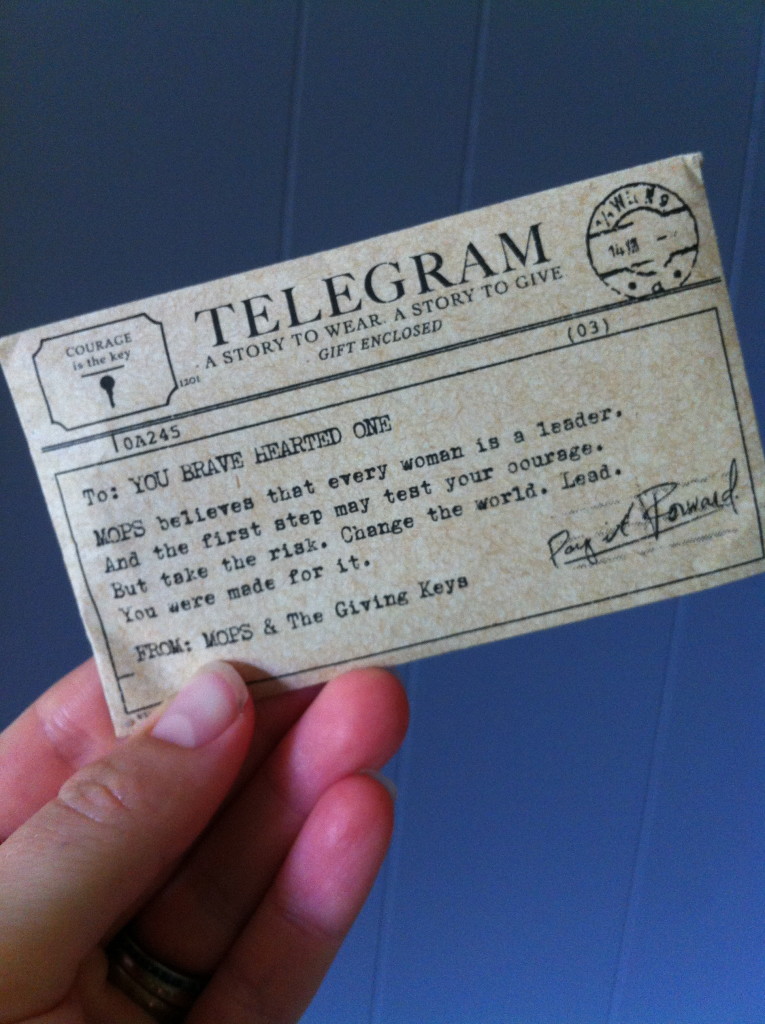 TELEGRAM
A STORY TO WEAR. A STORY TO GIVE
GIFT ENCLOSED
COURAGE
is the key
1201
(03)
0A245
To: YOU BRAVE HEARTED ONE
MOPS believes that every woman is a leader.
And the first step may test your courage.
But take the risk. Change the world. Lead.
You were made for it.
Pay it Forward
FROM: MOPS & The Giving Keys